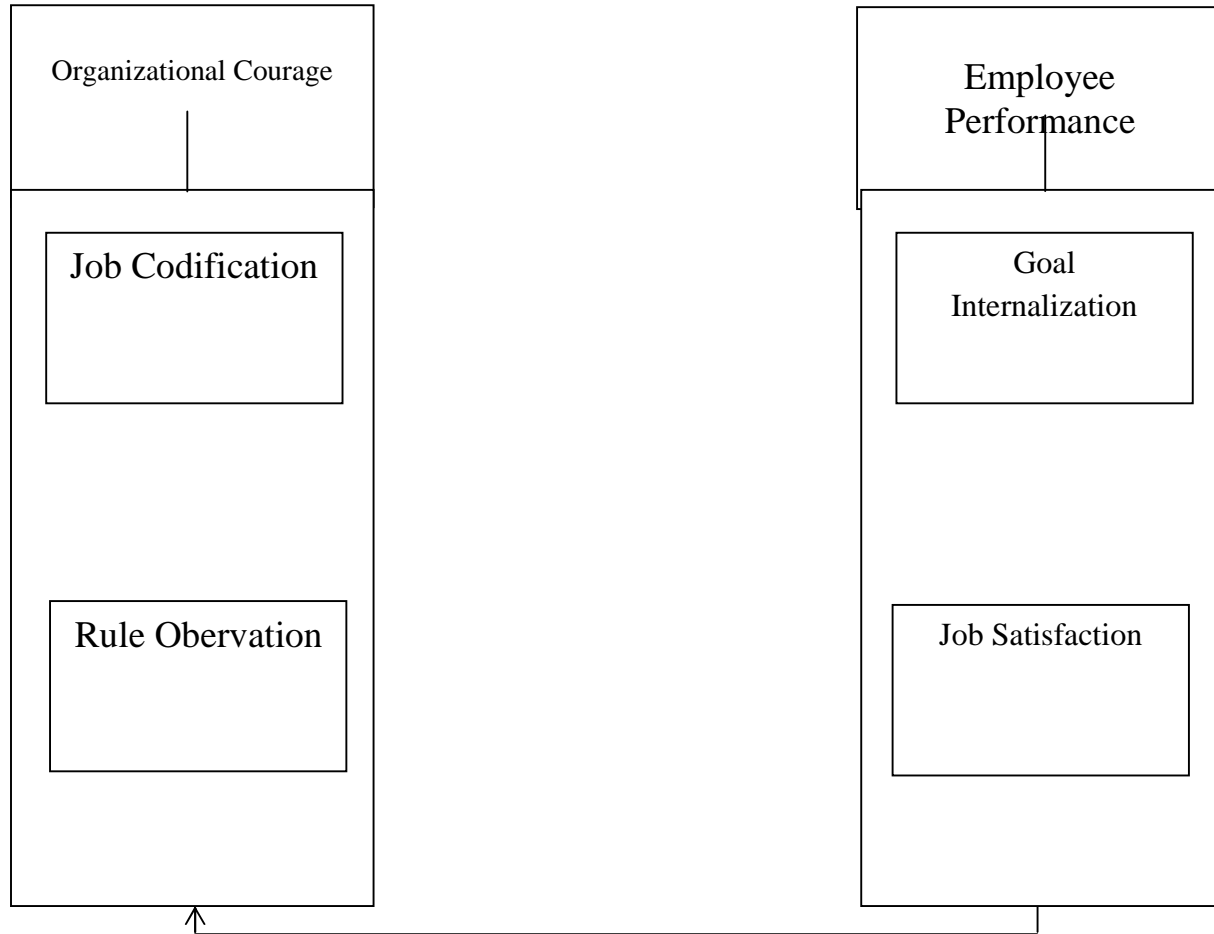 Organizational Courage
Employee
Performance
Job Codification
Goal
Internalization
Rule Obervation
Job Satisfaction